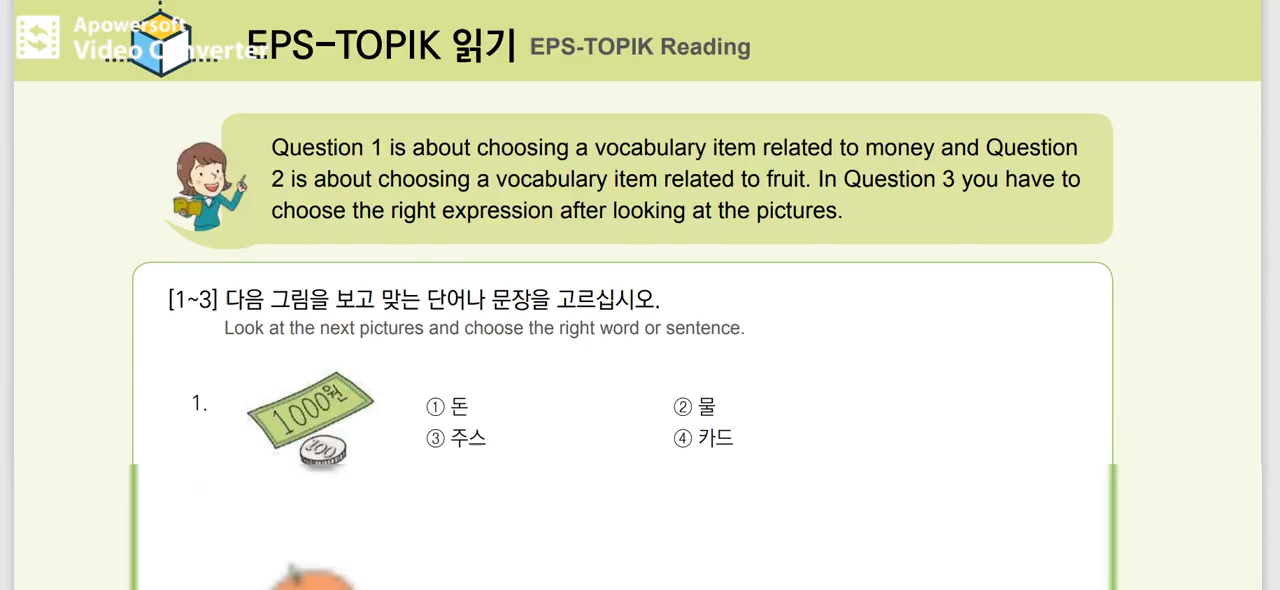 Apowersoft
Video Converter
EPS-TOPIK 읽기 EPS-TOPIK Reading
Question 1 is about choosing a vocabulary item related to money and Question
2 is about choosing a vocabulary item related to fruit. In Question 3 you have to
choose the right expression after looking at the pictures.
[1~3] 다음 그림을 보고 맞는 단어나 문장을 고르십시오.
Look at the next pictures and choose the right word or sentence.
1.
1000원
100
① 돈 ② 물
③ 주스 ④ 카드